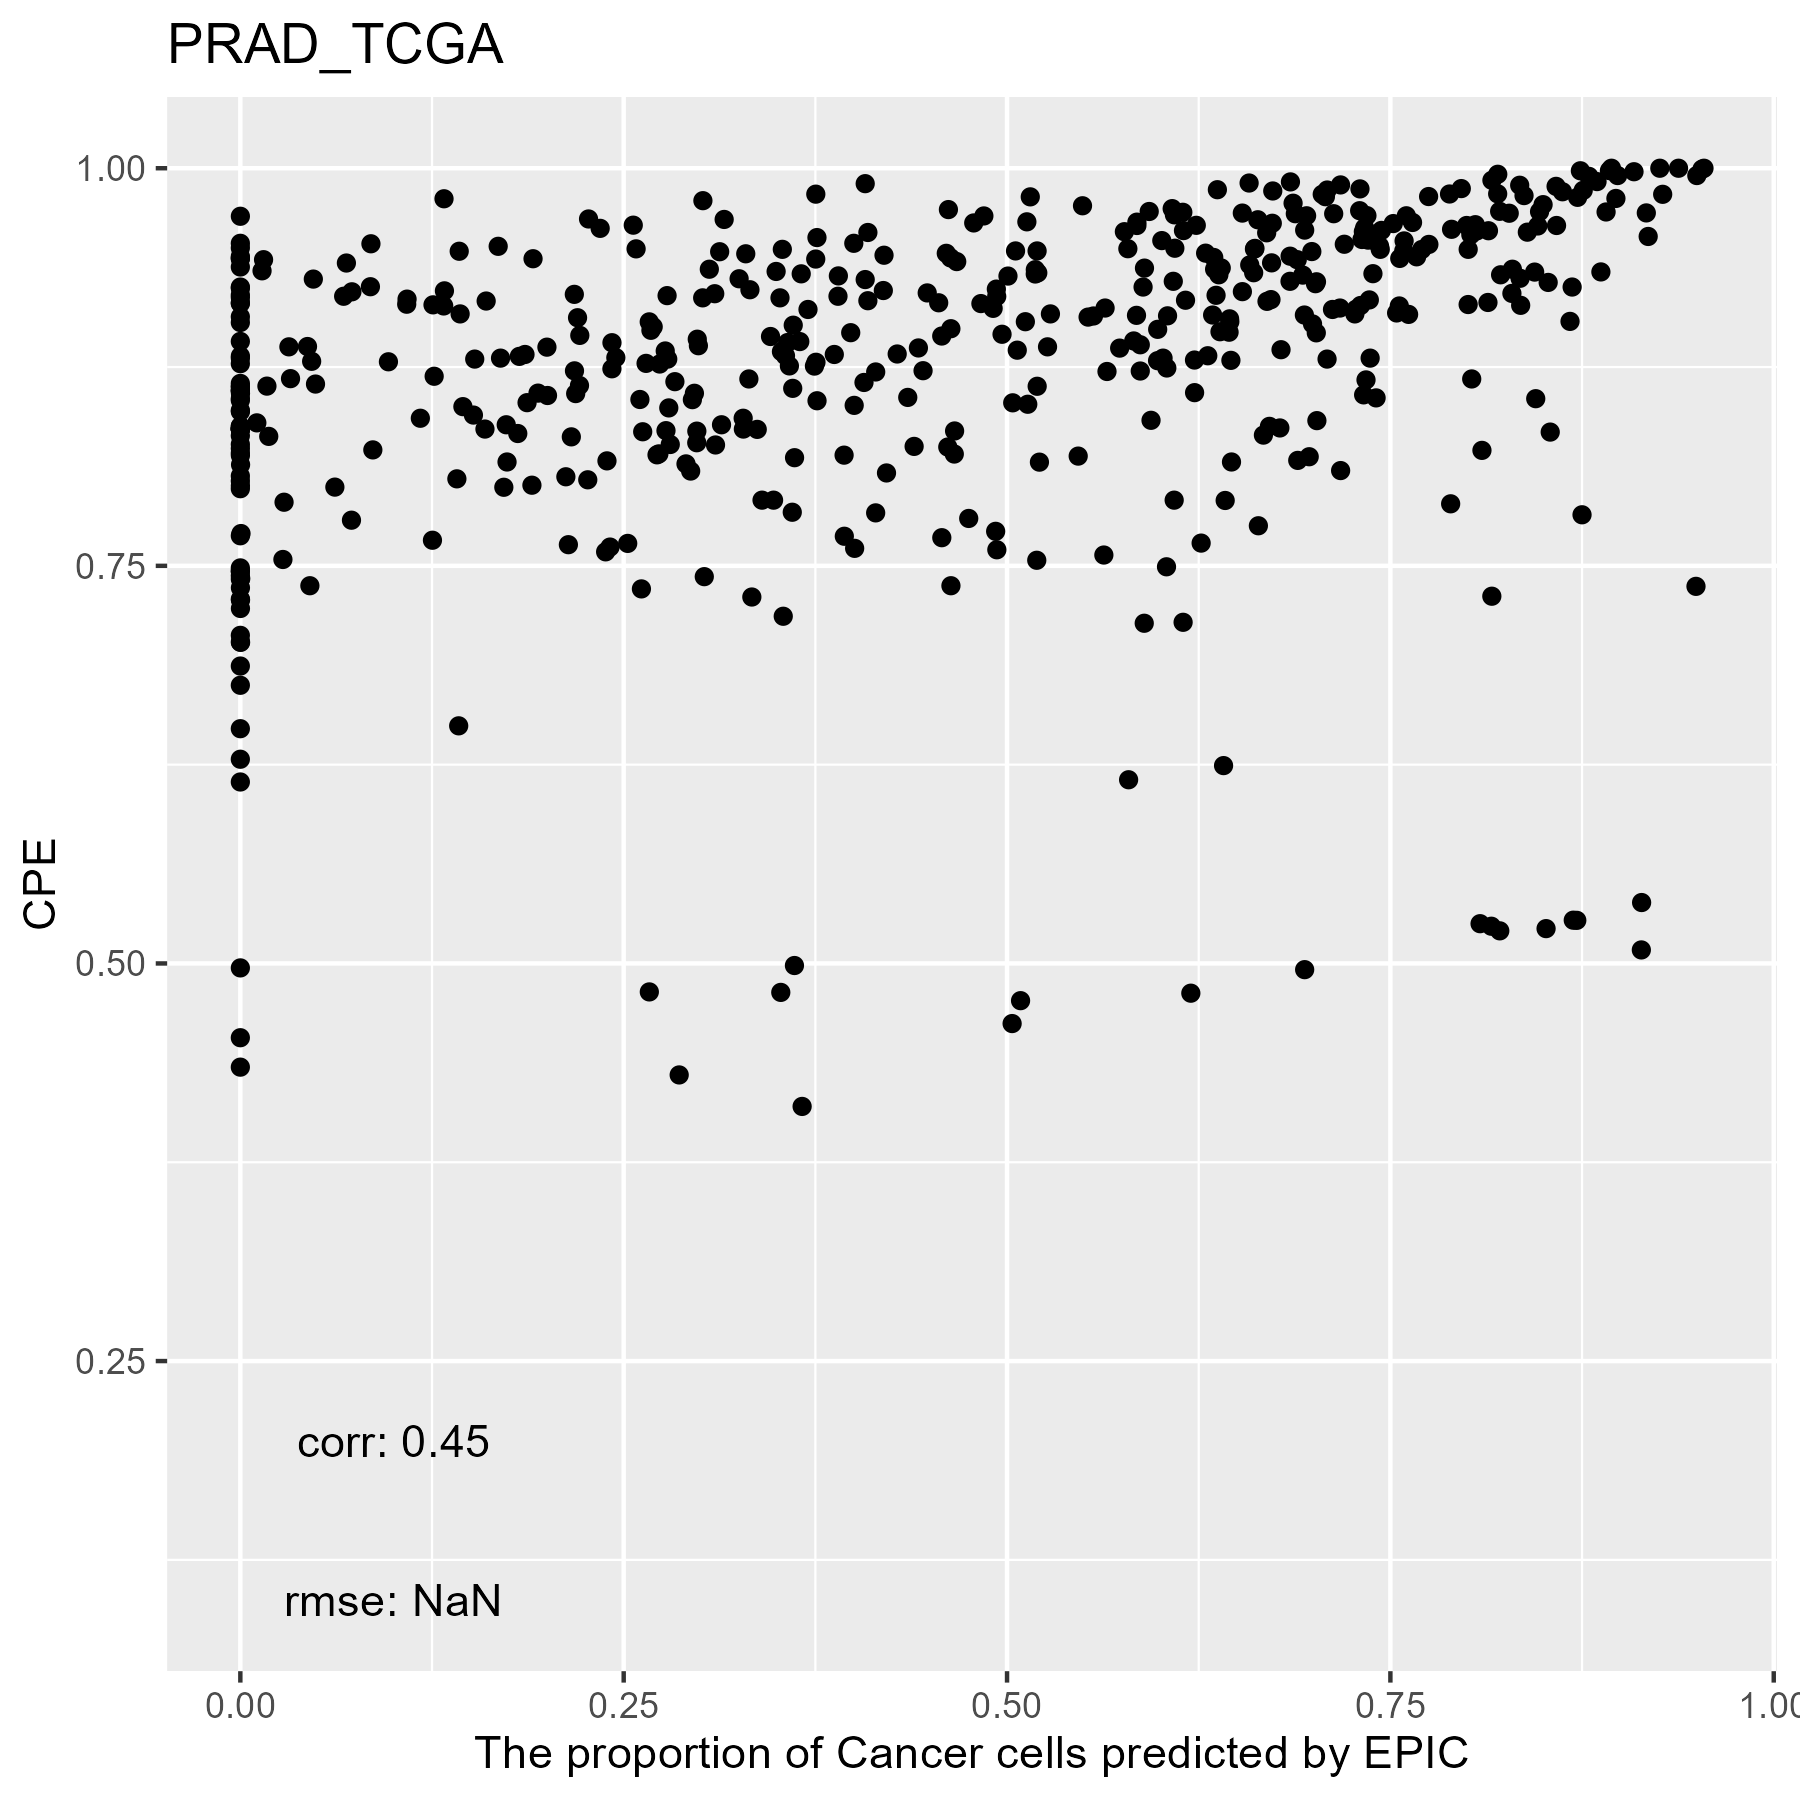 PRAD_TCGA
1.00
0.75
0.50
0.25
CPE
corr: 0.45
rmse: NaN
0.00 0.25 0.50 0.75 1.00
The proportion of Cancer cells predicted by EPIC